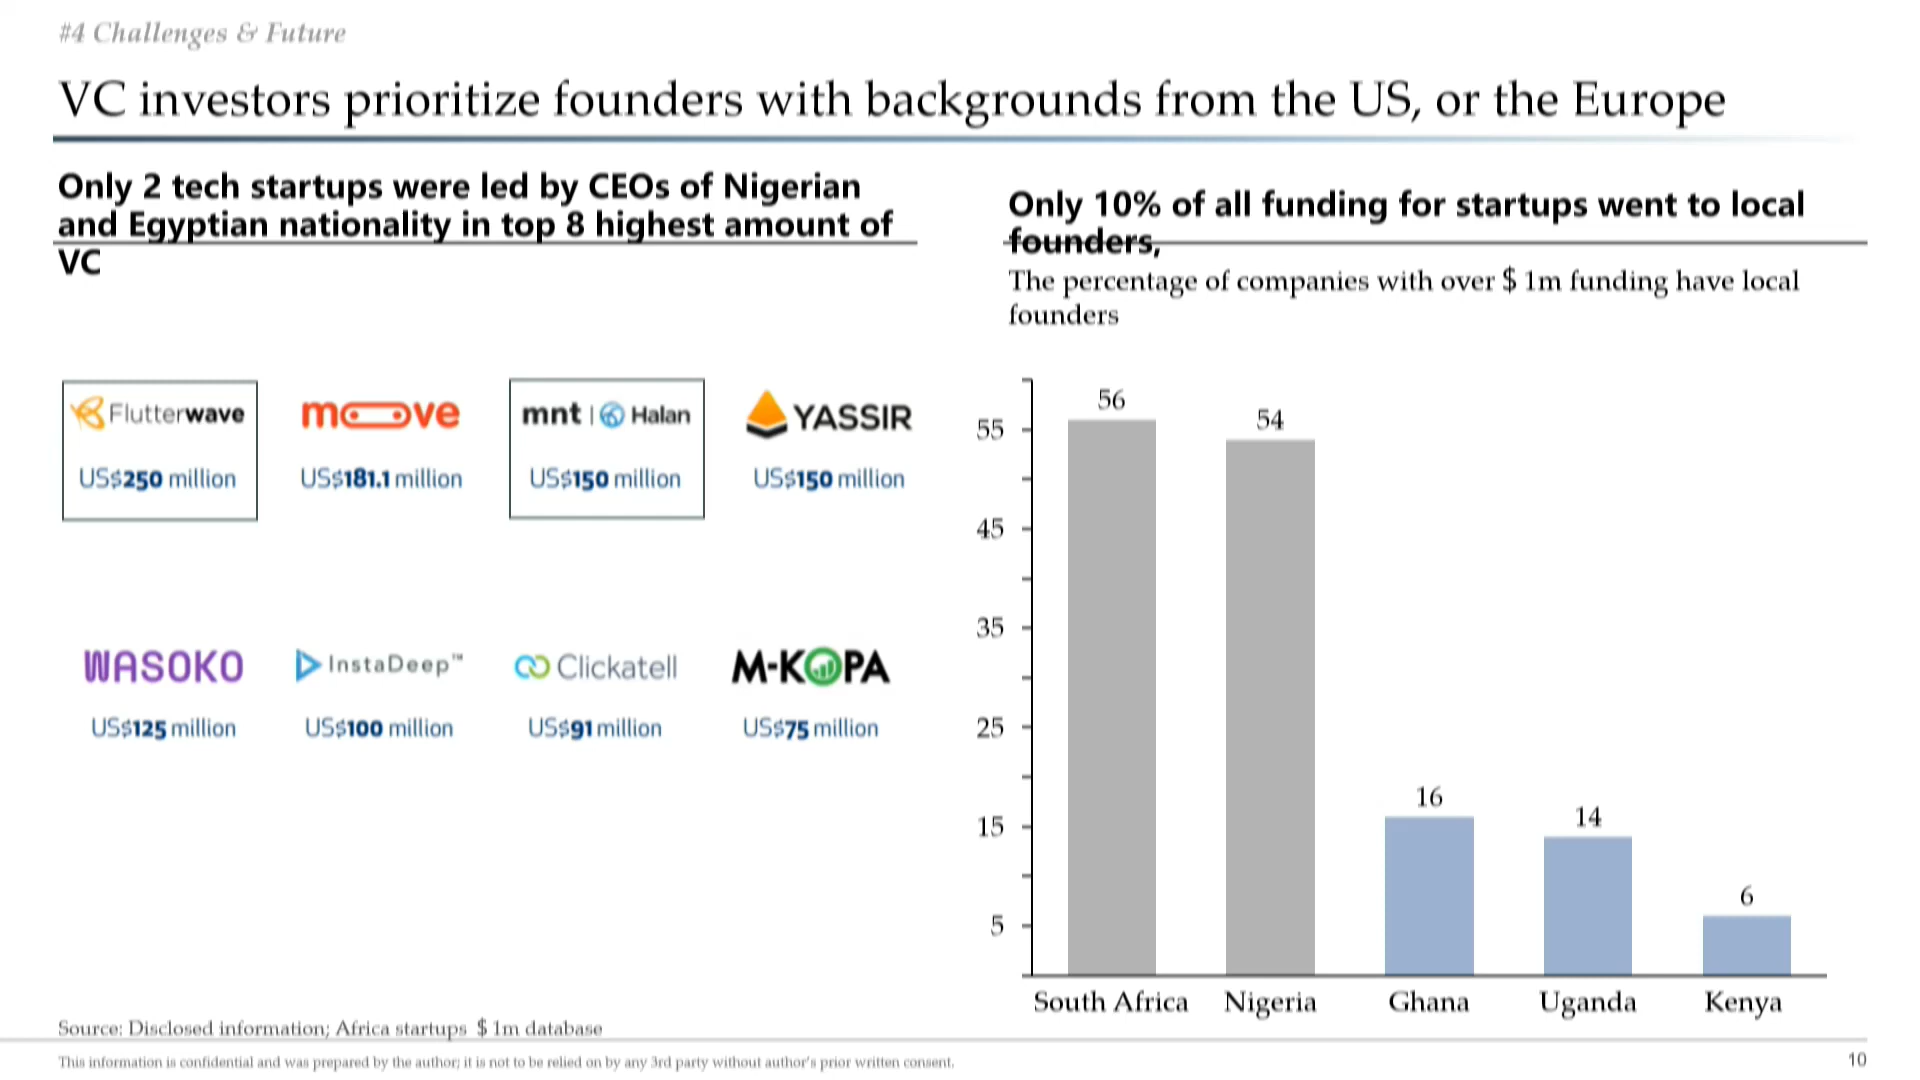 #4 Challenges & Future
VC investors prioritize founders with backgrounds from the US, or the Europe
Only 2 tech startups were led by CEOs of Nigerian
and Egyptian nationality in top 8 highest amount of
VC
Flutterwave
US$250 million
moove
US$181.1 million
mnt | Halan
US$150 million
YASSIR
US$150 million
WASOKO
US$125 million
InstaDeep™
US$100 million
Clickatell
US$91 million
M-KOPA
US$75 million
Only 10% of all funding for startups went to local
founders,
The percentage of companies with over $ 1m funding have local
founders
55
45
35
25
15
5
56
54
16
14
6
South Africa
Nigeria
Ghana
Uganda
Kenya
Source: Disclosed information; Africa startups $ 1m database
This information is confidential and was prepared by the author; it is not to be relied on by any 3rd party without author's prior written consent.
10